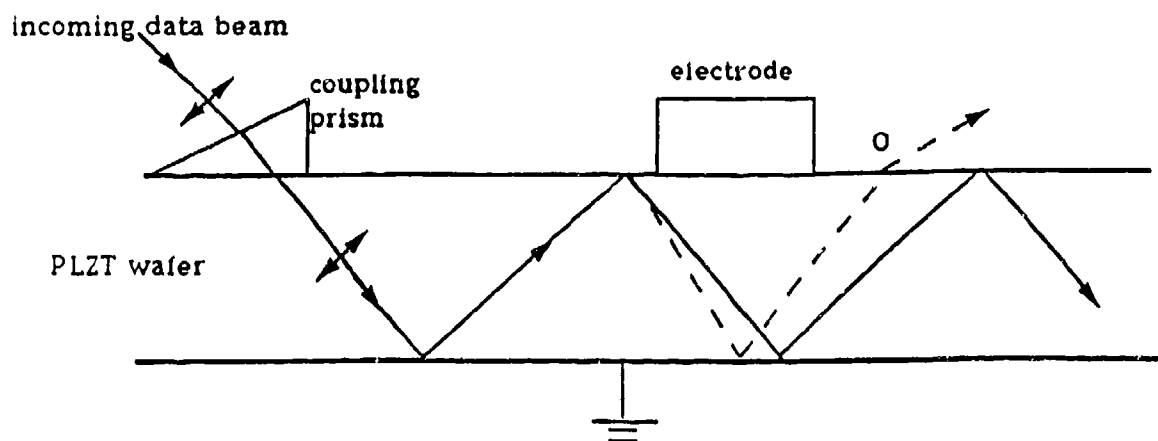 incoming data beam
coupling
prism
electrode
O
PLZT wafer